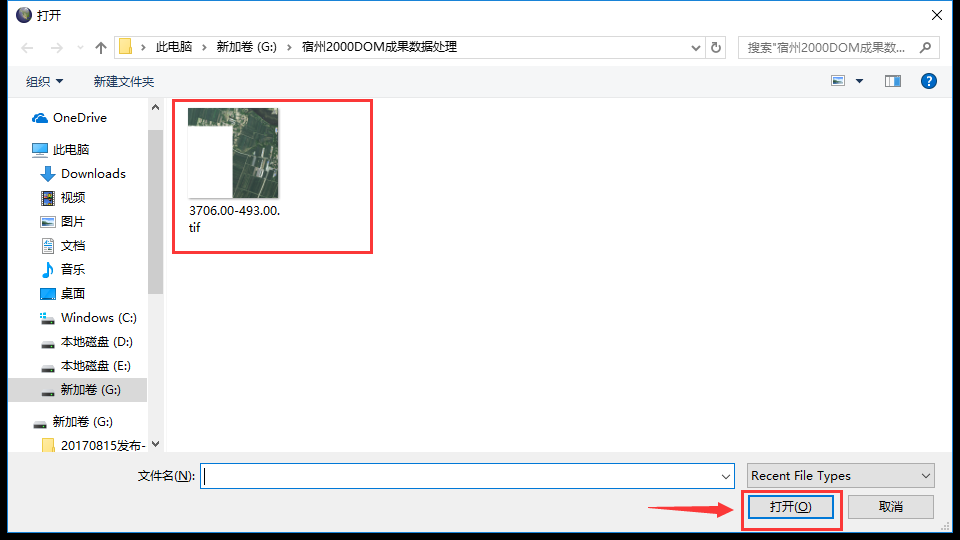 打开
此电脑 › 新加卷 (G:) › 宿州2000DOM成果数据处理
搜索"宿州2000DOM成果数...
组织
新建文件夹
OneDrive
此电脑
Downloads
视频
图片
文档
音乐
桌面
Windows (C:)
本地磁盘 (D:)
本地磁盘 (E:)
新加卷 (G:)
新加卷 (G:)
20170815发布-
3706.00-493.00.
tif
文件名(N):
Recent File Types
打开(O)
取消